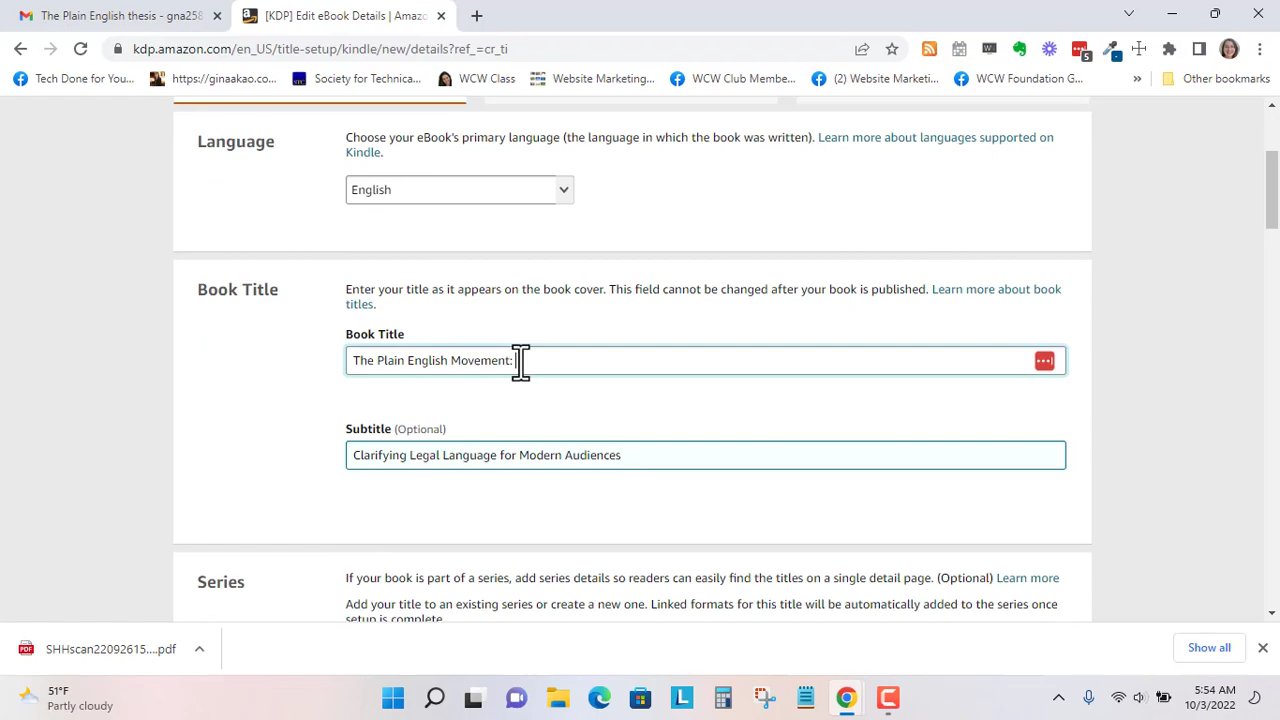 The Plain English thesis - gna258
[KDP] Edit eBook Details | Amazo
kdp.amazon.com/en_US/title-setup/kindle/new/details?ref_=cr_ti
5
Tech Done for You...
https://ginaakao.co...
Society for Technica...
WCW Class
Website Marketing...
WCW Club Membe...
(2) Website Marketi...
WCW Foundation G...
»
Other bookmarks
Language
Choose your eBook's primary language (the language in which the book was written). Learn more about languages supported on
Kindle.
English
Book Title
Enter your title as it appears on the book cover. This field cannot be changed after your book is published. Learn more about book
titles.
Book Title
The Plain English Movement:
Subtitle (Optional)
Clarifying Legal Language for Modern Audiences
Series
If your book is part of a series, add series details so readers can easily find the titles on a single detail page. (Optional) Learn more
Add your title to an existing series or create a new one. Linked formats for this title will be automatically added to the series once
setup is complete.
PDF
SHHscan22092615....pdf
Show all
51°F
Partly cloudy
L
5:54 AM
10/3/2022